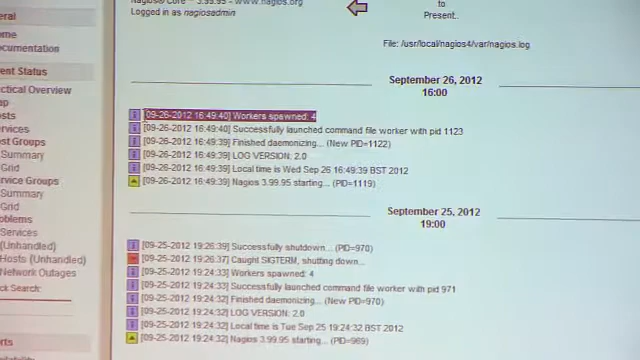 Nagios® Core™ 3.99.95 - www.nagios.org
Logged in as nagiosadmin
to
Present..
File: /usr/local/nagios4/var/nagios.log
eral
ome
ocumentation
ent Status
ctical Overview
ap
osts
ervices
ost Groups
Summary
Grid
rvice Groups
Summary
Grid
oblems
Services
(Unhandled)
Hosts (Unhandled)
Network Outages
ck Search:
rts
September 26, 2012
16:00
[09-26-2012 16:49:40] Workers spawned: 4
[09-26-2012 16:49:40] Successfully launched command file worker with pid 1123
[09-26-2012 16:49:39] Finished daemonizing... (New PID=1122)
[09-26-2012 16:49:39] LOG VERSION: 2.0
[09-26-2012 16:49:39] Local time is Wed Sep 26 16:49:39 BST 2012
[09-26-2012 16:49:39] Nagios 3.99.95 starting... (PID=1119)
September 25, 2012
19:00
[09-25-2012 19:26:39] Successfully shutdown... (PID=970)
[09-25-2012 19:26:37] Caught SIGTERM, shutting down...
[09-25-2012 19:24:33] Workers spawned: 4
[09-25-2012 19:24:33] Successfully launched command file worker with pid 971
[09-25-2012 19:24:32] Finished daemonizing... (New PID=970)
[09-25-2012 19:24:32] LOG VERSION: 2.0
[09-25-2012 19:24:32] Local time is Tue Sep 25 19:24:32 BST 2012
[09-25-2012 19:24:32] Nagios 3.99.95 starting... (PID=969)